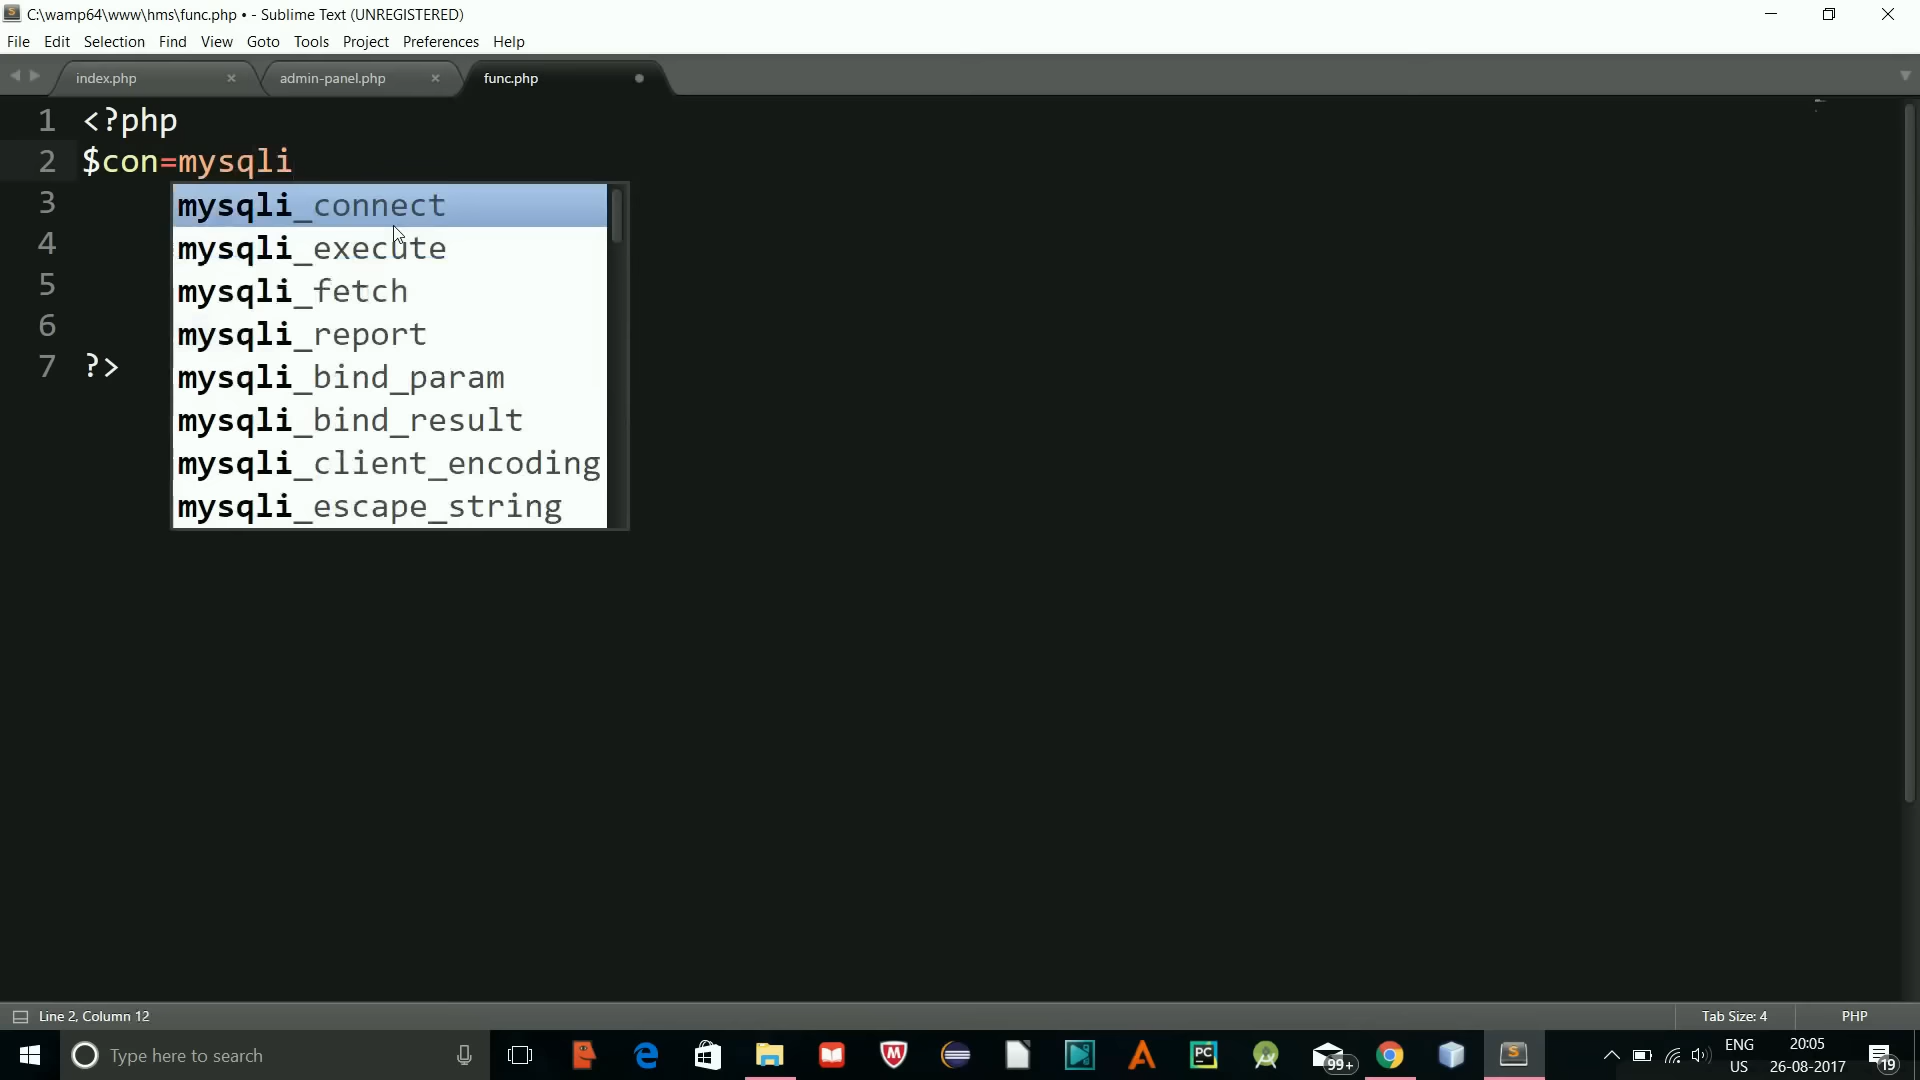 C:\wamp64\www\hms\func.php • - Sublime Text (UNREGISTERED)
File Edit Selection Find View Goto Tools Project Preferences Help
index.php × admin-panel.php × func.php
1 <?php
2 $con=mysqli
3 mysqli_connect
4 mysqli_execute
5 mysqli_fetch
6 mysqli_report
7 ?>
mysqli_bind_param
mysqli_bind_result
mysqli_client_encoding
mysqli_escape_string
Line 2, Column 12 Tab Size: 4 PHP
Type here to search
PC
99+
ENG
US
20:05
26-08-2017
19